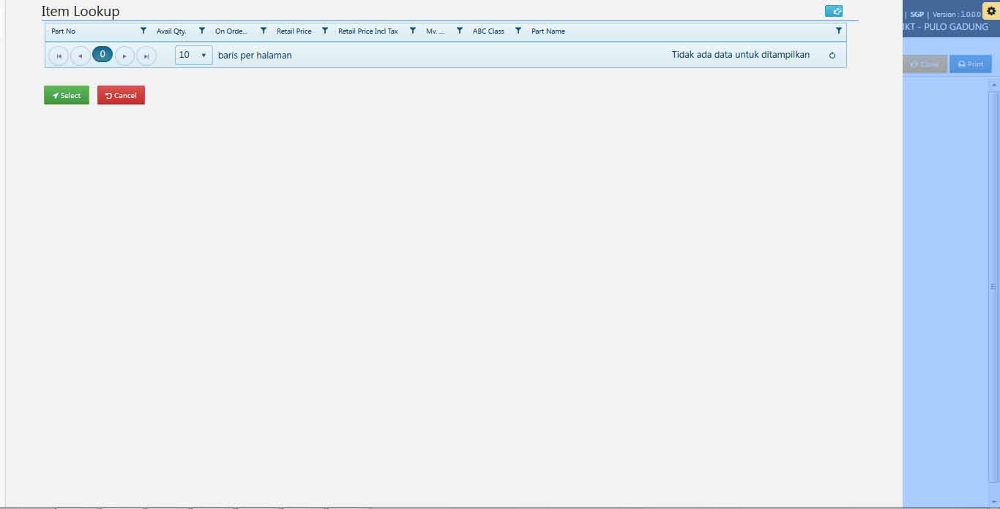 Item Lookup
| SGP | Version : 1.0.0.0
JKT - PULO GADUNG
Part No Avail Qty. On Orde... Retail Price Retail Price Incl Tax Mv. ... ABC Class Part Name
0 10 baris per halaman Tidak ada data untuk ditampilkan
Close Print
Select Cancel